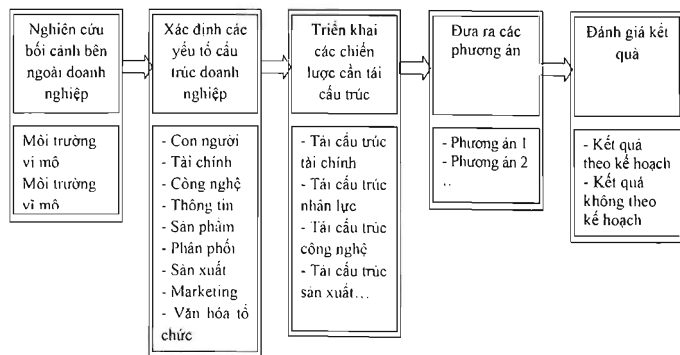 Nghiên cứu
bối cảnh bên
ngoài doanh
nghiệp
Môi trường
vi mô
Môi trường
vĩ mô
Xác định các
yếu tố cấu
trúc doanh
nghiệp
- Con người
- Tài chính
- Công nghệ
- Thông tin
- Sản phẩm
- Phân phối
- Sản xuất
- Marketing
- Văn hóa tổ
chức
Triển khai
các chiến
lược cần tái
cấu trúc
- Tái cấu trúc
tài chính
- Tái cấu trúc
nhân lực
- Tái cấu trúc
công nghệ
- Tái cấu trúc
sản xuất…
Đưa ra các
phương án
- Phương án 1
- Phương án 2
..
Đánh giá kết
quả
- Kết quả
theo kế hoạch
- Kết quả
không theo
kế hoạch